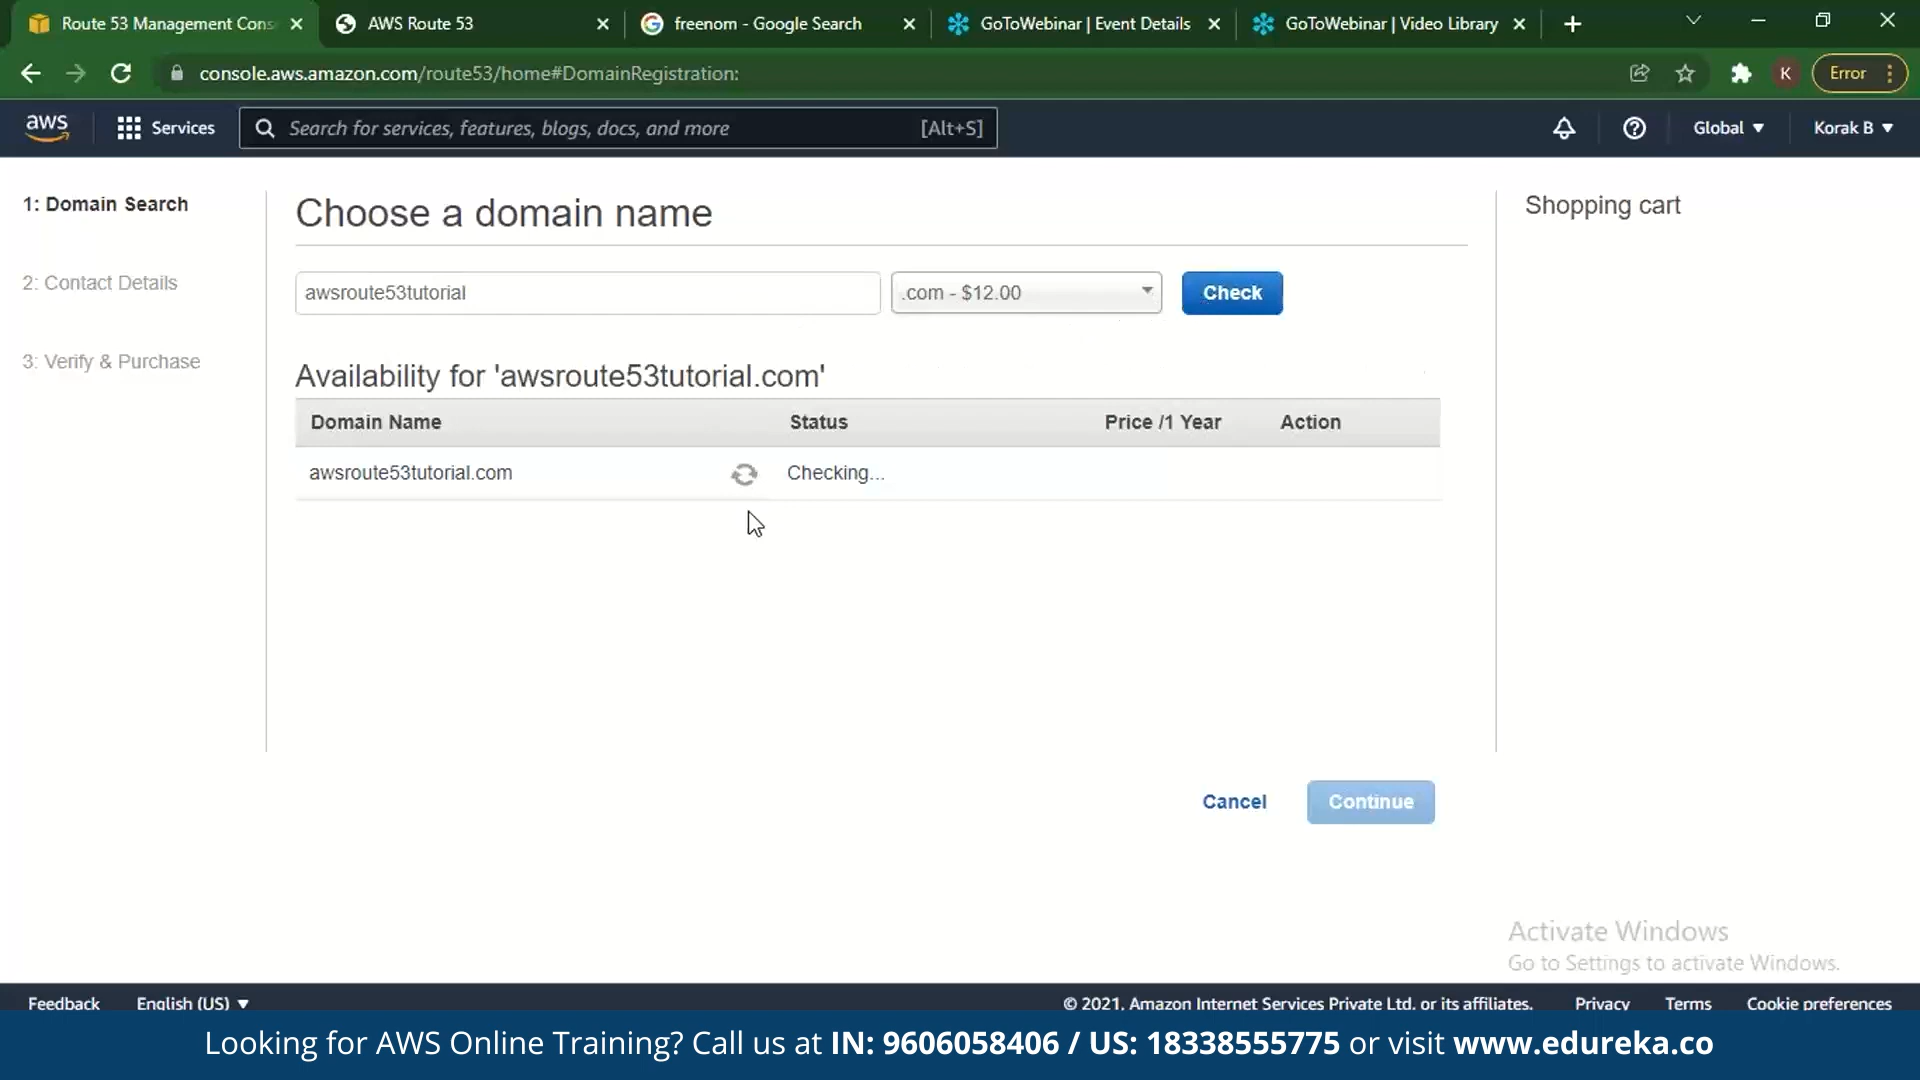 Route 53 Management Cons
AWS Route 53
freenom - Google Search
GoToWebinar | Event Details
GoToWebinar | Video Library
console.aws.amazon.com/route53/home#DomainRegistration:
K
Error
aws
Services
Search for services, features, blogs, docs, and more
[Alt+S]
Global
Korak B
1: Domain Search
2: Contact Details
3: Verify & Purchase
Choose a domain name
awsroute53tutorial
.com - $12.00
Check
Availability for 'awsroute53tutorial.com'
Domain Name
Status
Price /1 Year
Action
awsroute53tutorial.com
Checking...
Shopping cart
Cancel
Continue
Activate Windows
Go to Settings to activate Windows.
Feedback
English (US)
© 2021, Amazon Internet Services Private Ltd. or its affiliates.
Privacy
Terms
Cookie preferences
Looking for AWS Online Training? Call us at IN: 9606058406 / US: 18338555775 or visit www.edureka.co